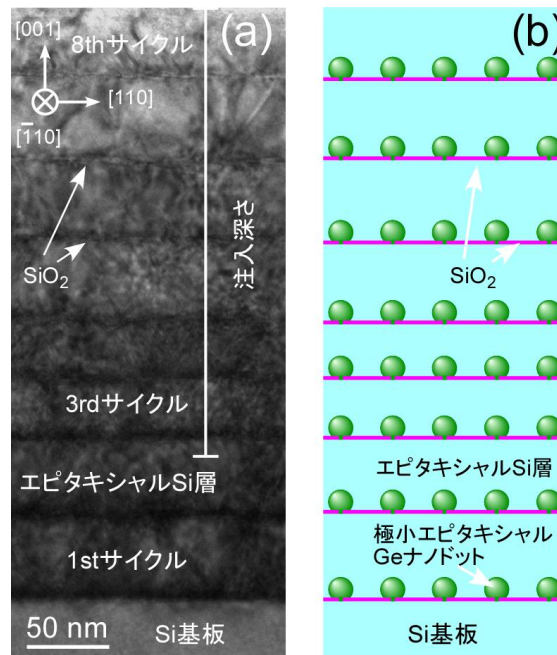 (a)
[001]
8thサイクル
[110]
[1̄10]
注入深さ
SiO₂
3rdサイクル
エピタキシャルSi層
1stサイクル
50 nm
Si基板
(b)
SiO₂
エピタキシャルSi層
極小エピタキシャル
Geナノドット
Si基板